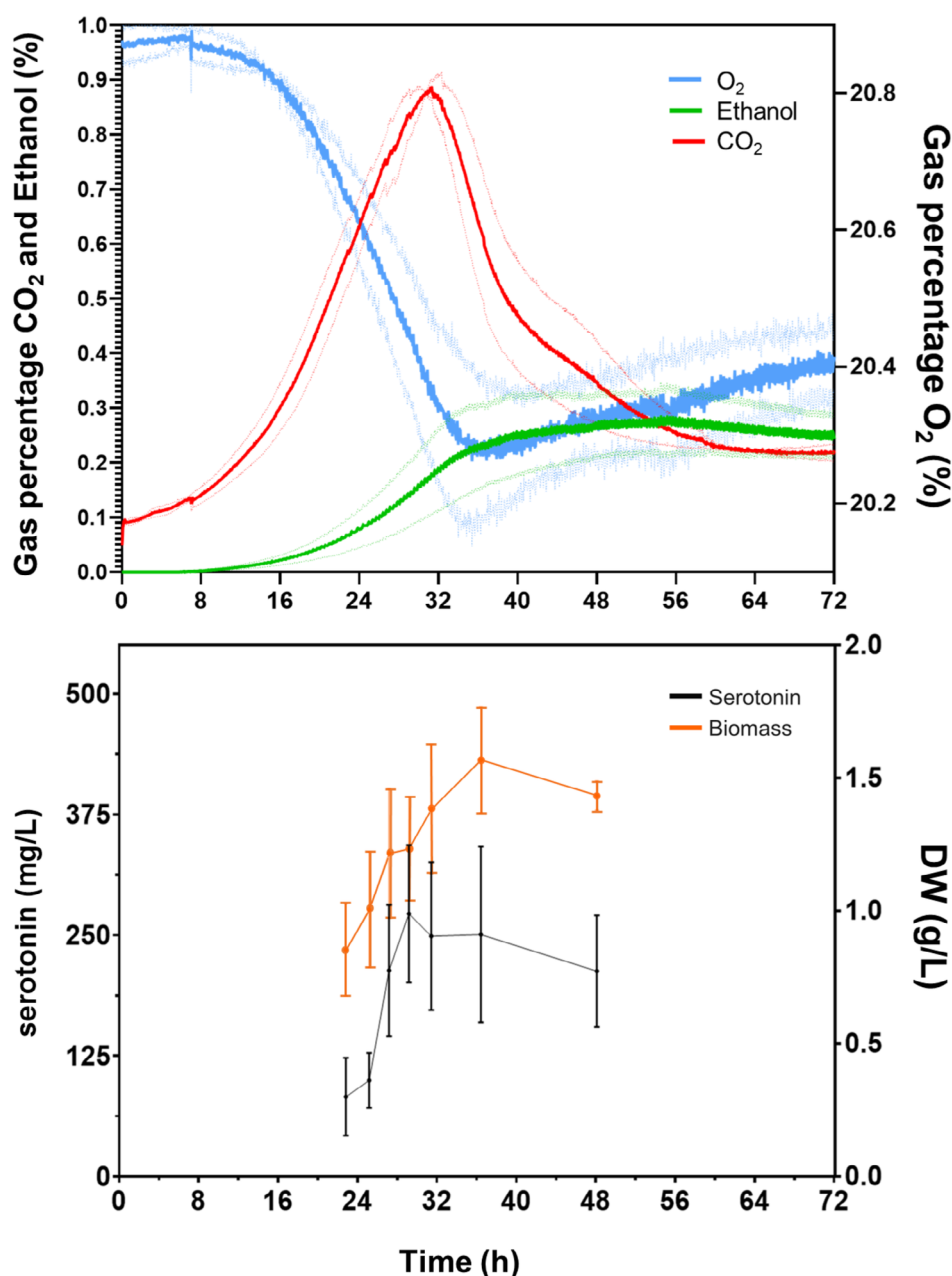 Gas percentage CO₂ and Ethanol (%)
1.0
0.9
0.8
0.7
0.6
0.5
0.4
0.3
0.2
0.1
0.0
O₂
Ethanol
CO₂
20.8
20.6
20.4
20.2
Gas percentage O₂ (%)
0 8 16 24 32 40 48 56 64 72
serotonin (mg/L)
500
375
250
125
0
Serotonin
Biomass
2.0
1.5
1.0
0.5
0.0
DW (g/L)
0 8 16 24 32 40 48 56 64 72
Time (h)